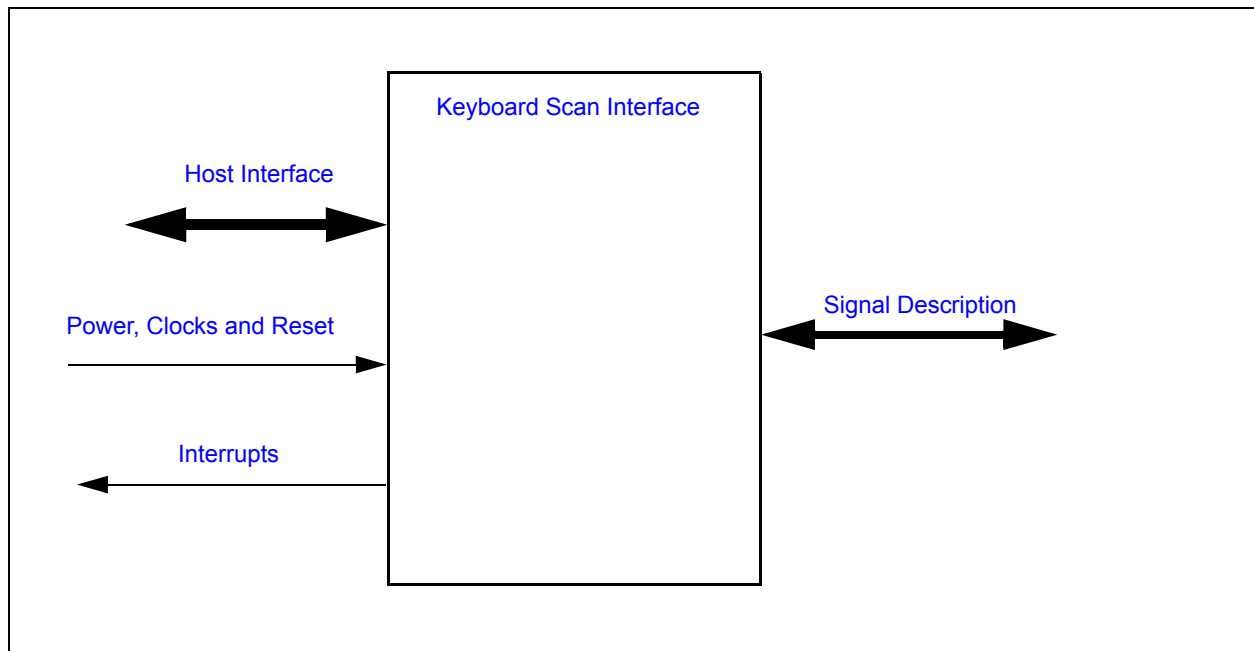 Keyboard Scan Interface
Host Interface
Signal Description
Power, Clocks and Reset
Interrupts